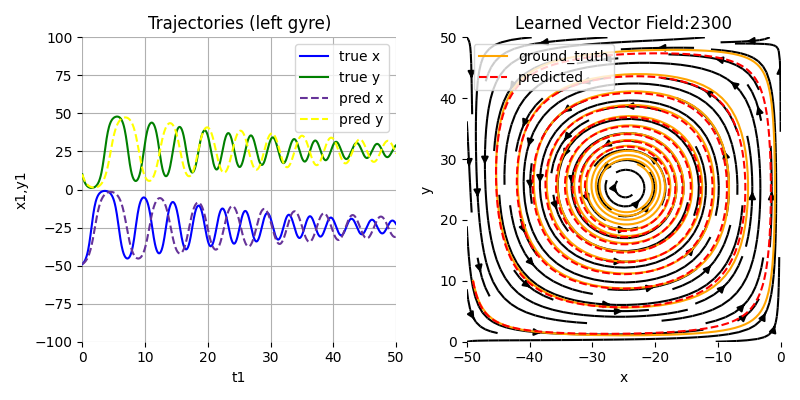 Trajectories (left gyre)
100
75
50
25
0
−25
−50
−75
−100
0
10
20
30
40
50
x1,y1
t1
true x
true y
pred x
pred y
Learned Vector Field:2300
50
40
30
20
10
0
−50
−40
−30
−20
−10
0
y
x
ground_truth
predicted